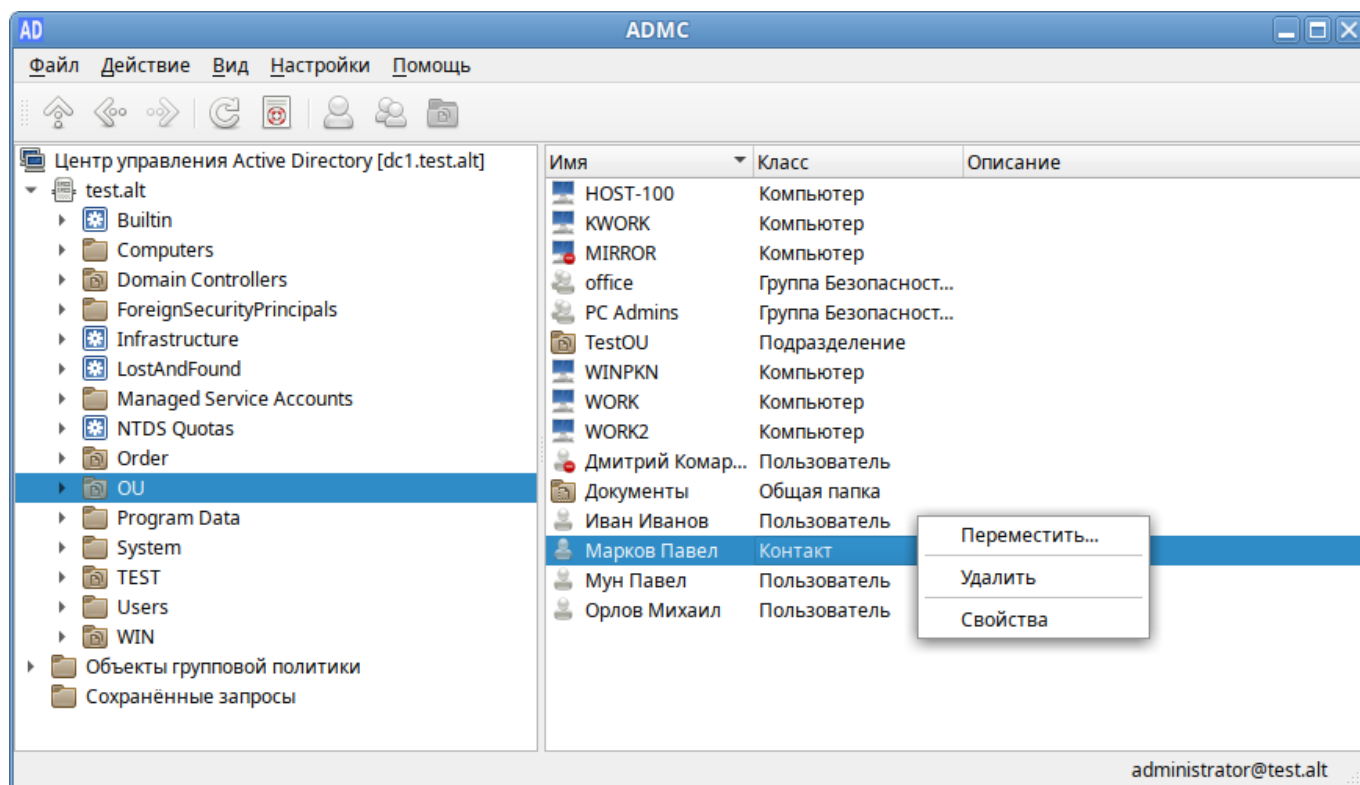 AD ADMC
Файл Действие Вид Настройки Помощь
Центр управления Active Directory [dc1.test.alt]
test.alt
Builtin
Computers
Domain Controllers
ForeignSecurityPrincipals
Infrastructure
LostAndFound
Managed Service Accounts
NTDS Quotas
Order
OU
Program Data
System
TEST
Users
WIN
Объекты групповой политики
Сохранённые запросы
Имя Класс Описание
HOST-100 Компьютер
KWORK Компьютер
MIRROR Компьютер
office Группа Безопасност...
PC Admins Группа Безопасност...
TestOU Подразделение
WINPKN Компьютер
WORK Компьютер
WORK2 Компьютер
Дмитрий Комар... Пользователь
Документы Общая папка
Иван Иванов Пользователь
Марков Павел Контакт
Мун Павел Пользователь
Орлов Михаил Пользователь
Переместить...
Удалить
Свойства
administrator@test.alt